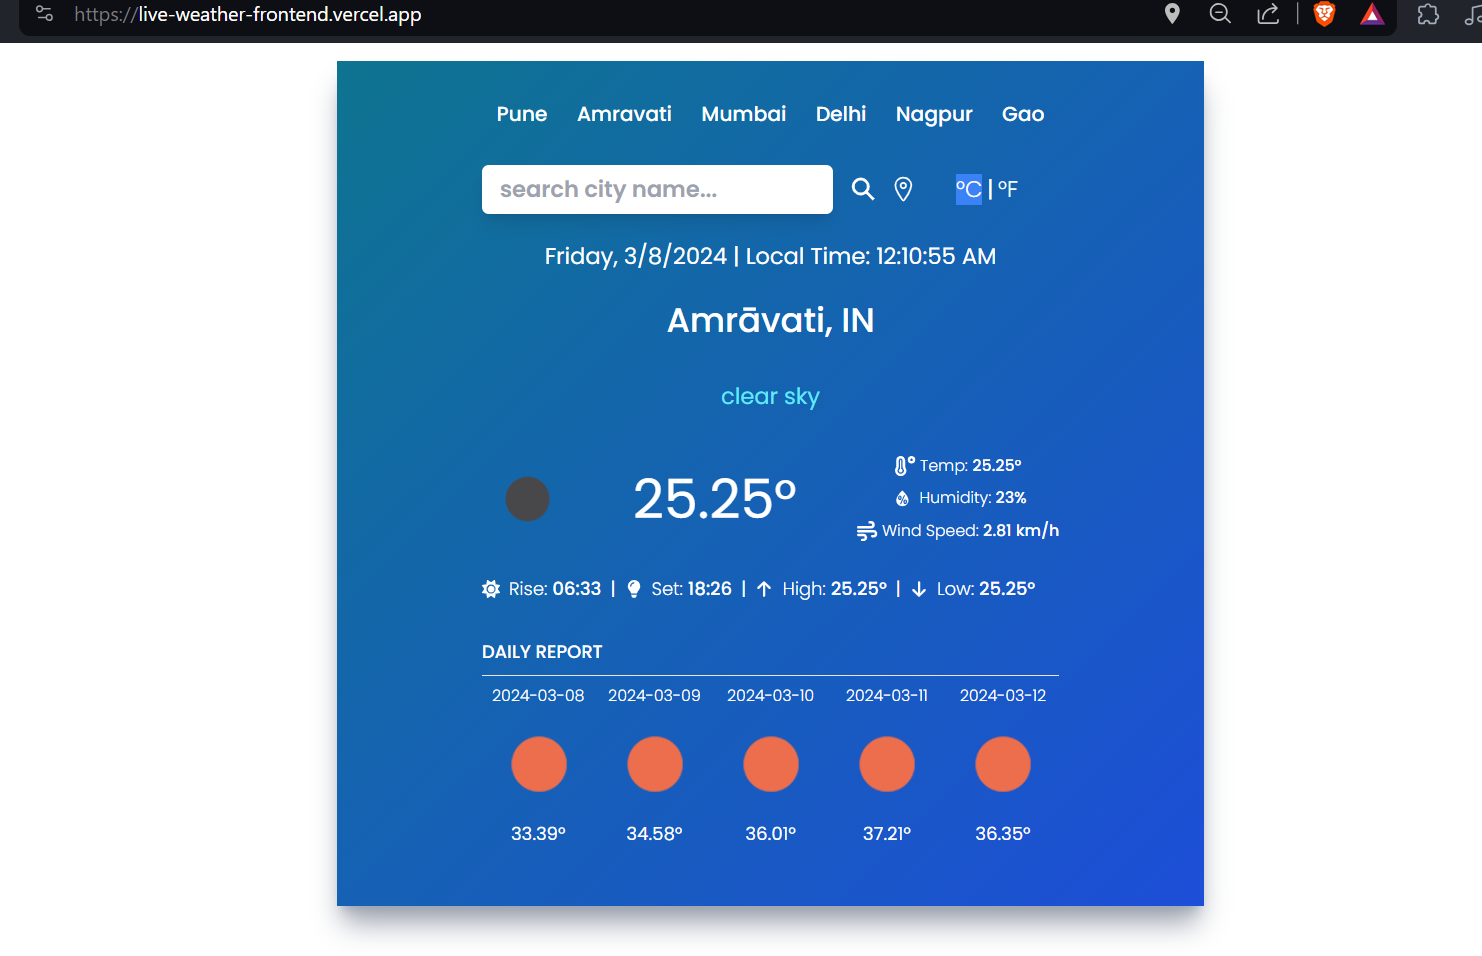 https://live-weather-frontend.vercel.app
Pune Amravati Mumbai Delhi Nagpur Gao
search city name... °C | °F
Friday, 3/8/2024 | Local Time: 12:10:55 AM
Amrāvati, IN
clear sky
25.25°
Temp: 25.25°
Humidity: 23%
Wind Speed: 2.81 km/h
Rise: 06:33 | Set: 18:26 | High: 25.25° | Low: 25.25°
DAILY REPORT
2024-03-08 2024-03-09 2024-03-10 2024-03-11 2024-03-12
33.39° 34.58° 36.01° 37.21° 36.35°